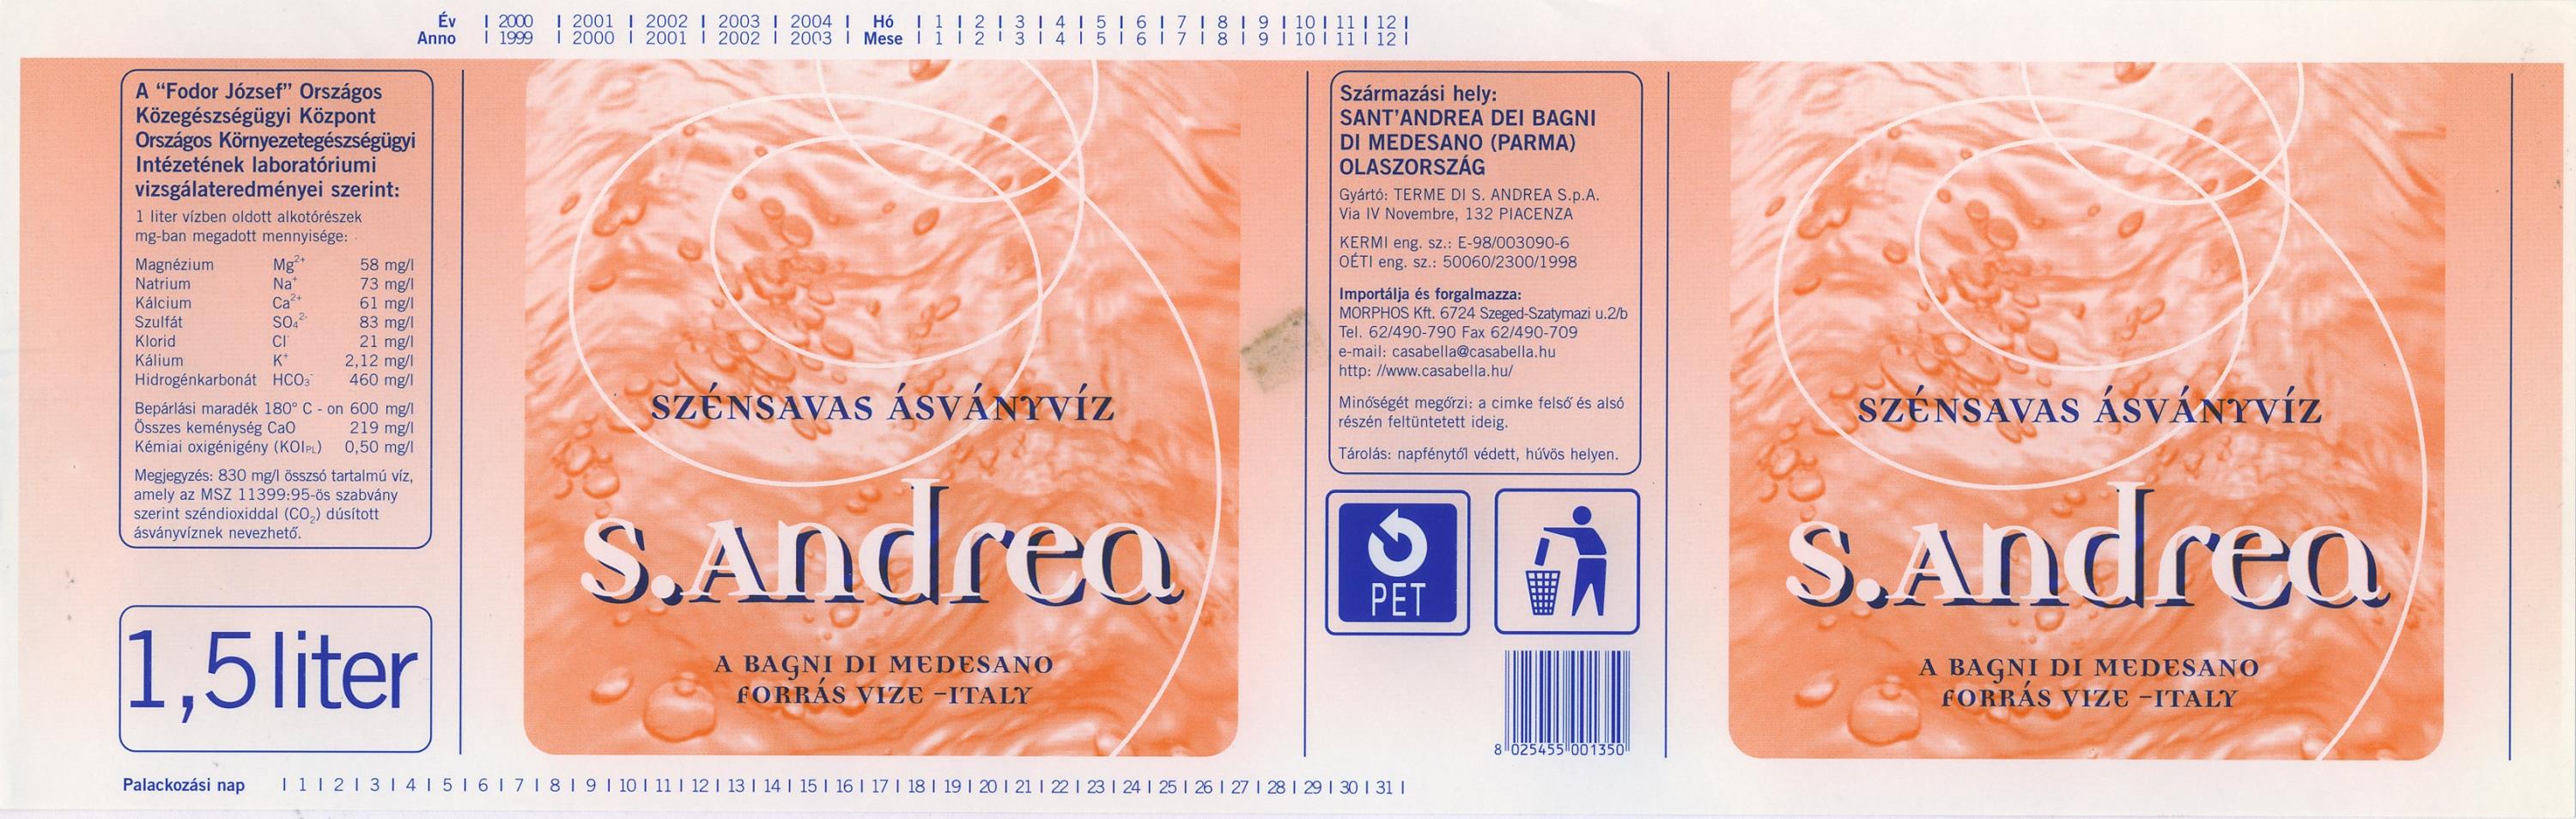 Év | 2000 | 2001 | 2002 | 2003 | 2004 | Hó | 1 | 2 | 3 | 4 | 5 | 6 | 7 | 8 | 9 | 10 | 11 | 12 |
Anno | 1999 | 2000 | 2001 | 2002 | 2003 | Mese | 1 | 2 | 3 | 4 | 5 | 6 | 7 | 8 | 9 | 10 | 11 | 12 |
A “Fodor József” Országos
Közegészségügyi Központ
Országos Környezetegészségügyi
Intézetének laboratóriumi
vizsgálateredményei szerint:
1 liter vízben oldott alkotórészek
mg-ban megadott mennyisége:
Magnézium Mg²⁺ 58 mg/l
Natrium Na⁺ 73 mg/l
Kálcium Ca²⁺ 61 mg/l
Szulfát SO₄²⁻ 83 mg/l
Klorid Cl⁻ 21 mg/l
Kálium K⁺ 2,12 mg/l
Hidrogénkarbonát HCO₃⁻ 460 mg/l
Bepárlási maradék 180° C - on 600 mg/l
Összes keménység CaO 219 mg/l
Kémiai oxigénigény (KOIPL) 0,50 mg/l
Megjegyzés: 830 mg/l összsó tartalmú víz,
amely az MSZ 11399:95-ös szabvány
szerint széndioxiddal (CO₂) dúsított
ásványvíznek nevezhető.
1,5 liter
SZÉNSAVAS ÁSVÁNYVÍZ
S.Andrea
A BAGNI DI MEDESANO
FORRÁS VIZE –ITALY
Származási hely:
SANT'ANDREA DEI BAGNI
DI MEDESANO (PARMA)
OLASZORSZÁG
Gyártó: TERME DI S. ANDREA S.p.A.
Via IV Novembre, 132 PIACENZA
KERMI eng. sz.: E-98/003090-6
OÉTI eng. sz.: 50060/2300/1998
Importálja és forgalmazza:
MORPHOS Kft. 6724 Szeged-Szatymazi u.2/b
Tel. 62/490-790 Fax 62/490-709
e-mail: casabella@casabella.hu
http: //www.casabella.hu/
Minőségét megőrzi: a cimke felső és alsó
részén feltüntetett ideig.
Tárolás: napfénytől védett, hűvös helyen.
PET
8 025455 001350
SZÉNSAVAS ÁSVÁNYVÍZ
S.Andrea
A BAGNI DI MEDESANO
FORRÁS VIZE –ITALY
Palackozási nap | 1 | 2 | 3 | 4 | 5 | 6 | 7 | 8 | 9 | 10 | 11 | 12 | 13 | 14 | 15 | 16 | 17 | 18 | 19 | 20 | 21 | 22 | 23 | 24 | 25 | 26 | 27 | 28 | 29 | 30 | 31 |